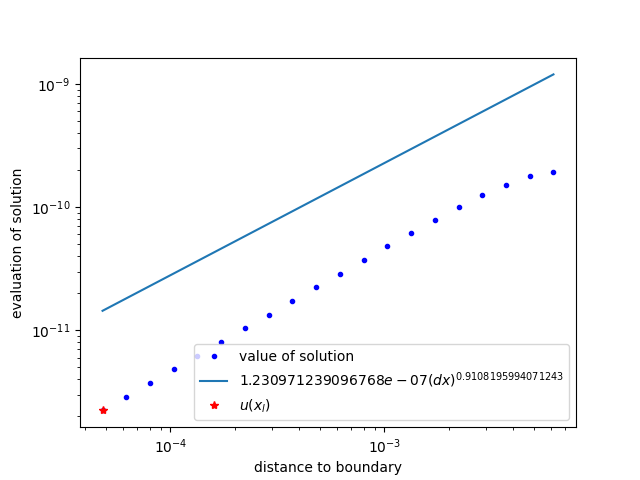 10⁻⁹
10⁻¹⁰
10⁻¹¹
evaluation of solution
value of solution
1.230971239096768e − 07(dx)^0.9108195994071243
u(x_l)
10⁻⁴
10⁻³
distance to boundary